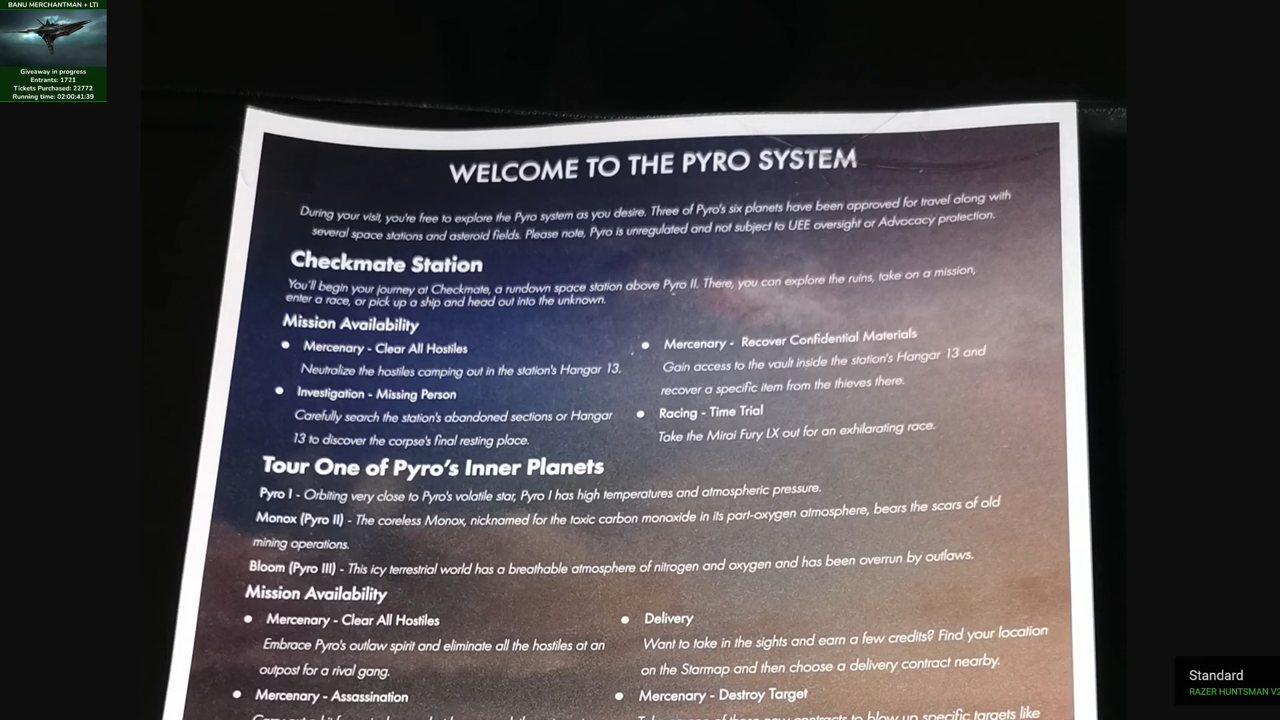 BANU MERCHANTMAN + LTI
Giveaway in progress
Entrants: 1721
Tickets Purchased: 22772
Running time: 02:00:41:39
WELCOME TO THE PYRO SYSTEM
During your visit, you're free to explore the Pyro system as you desire. Three of Pyro's six planets have been approved for travel along with
several space stations and asteroid fields. Please note, Pyro is unregulated and not subject to UEE oversight or Advocacy protection.
Checkmate Station
You'll begin your journey at Checkmate, a rundown space station above Pyro II. There, you can explore the ruins, take on a mission,
enter a race, or pick up a ship and head out into the unknown.
Mission Availability
● Mercenary - Clear All Hostiles
Neutralize the hostiles camping out in the station's Hangar 13.
● Investigation - Missing Person
Carefully search the station's abandoned sections or Hangar
13 to discover the corpse's final resting place.
● Mercenary - Recover Confidential Materials
Gain access to the vault inside the station's Hangar 13 and
recover a specific item from the thieves there.
● Racing - Time Trial
Take the Mirai Fury LX out for an exhilarating race.
Tour One of Pyro's Inner Planets
Pyro I - Orbiting very close to Pyro's volatile star, Pyro I has high temperatures and atmospheric pressure.
Monox (Pyro II) - The coreless Monox, nicknamed for the toxic carbon monoxide in its part-oxygen atmosphere, bears the scars of old
mining operations.
Bloom (Pyro III) - This icy terrestrial world has a breathable atmosphere of nitrogen and oxygen and has been overrun by outlaws.
Mission Availability
● Mercenary - Clear All Hostiles
Embrace Pyro's outlaw spirit and eliminate all the hostiles at an
outpost for a rival gang.
● Mercenary - Assassination
● Delivery
Want to take in the sights and earn a few credits? Find your location
on the Starmap and then choose a delivery contract nearby.
● Mercenary - Destroy Target
contracts to blow up specific targets like
Standard
RAZER HUNTSMAN V2